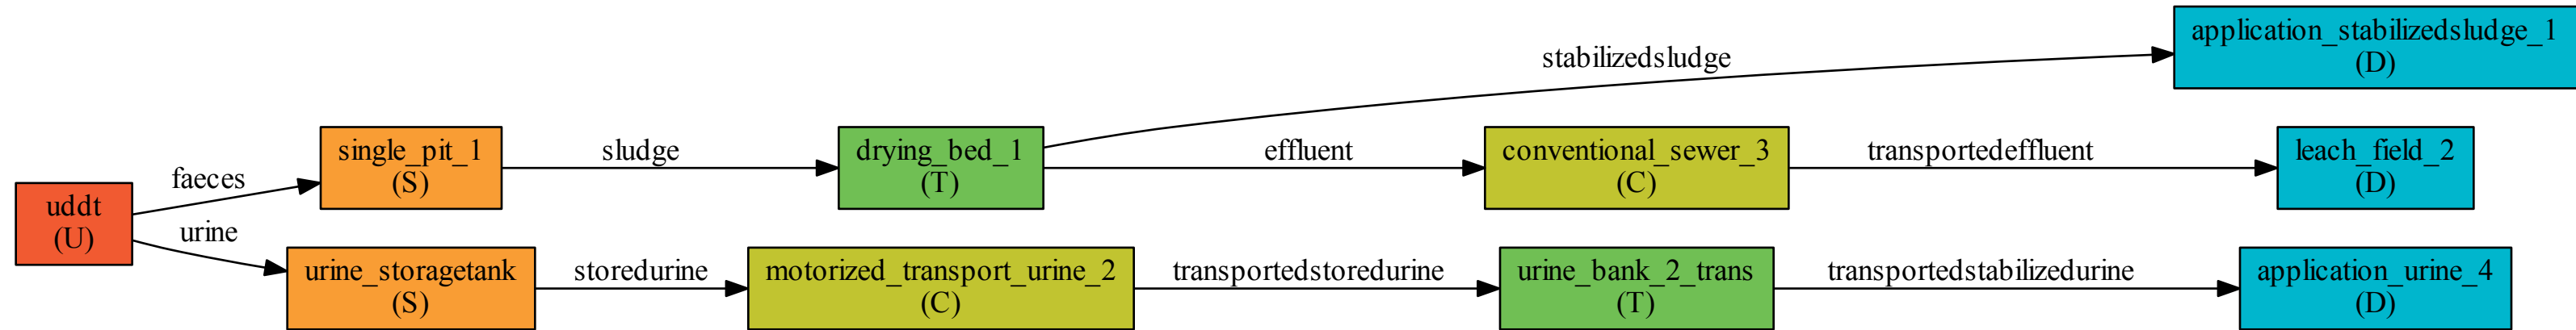 application_stabilizedsludge_1
(D)
stabilizedsludge
single_pit_1
(S)
sludge
drying_bed_1
(T)
effluent
conventional_sewer_3
(C)
transportedeffluent
leach_field_2
(D)
faeces
uddt
(U)
urine
urine_storagetank
(S)
storedurine
motorized_transport_urine_2
(C)
transportedstoredurine
urine_bank_2_trans
(T)
transportedstabilizedurine
application_urine_4
(D)